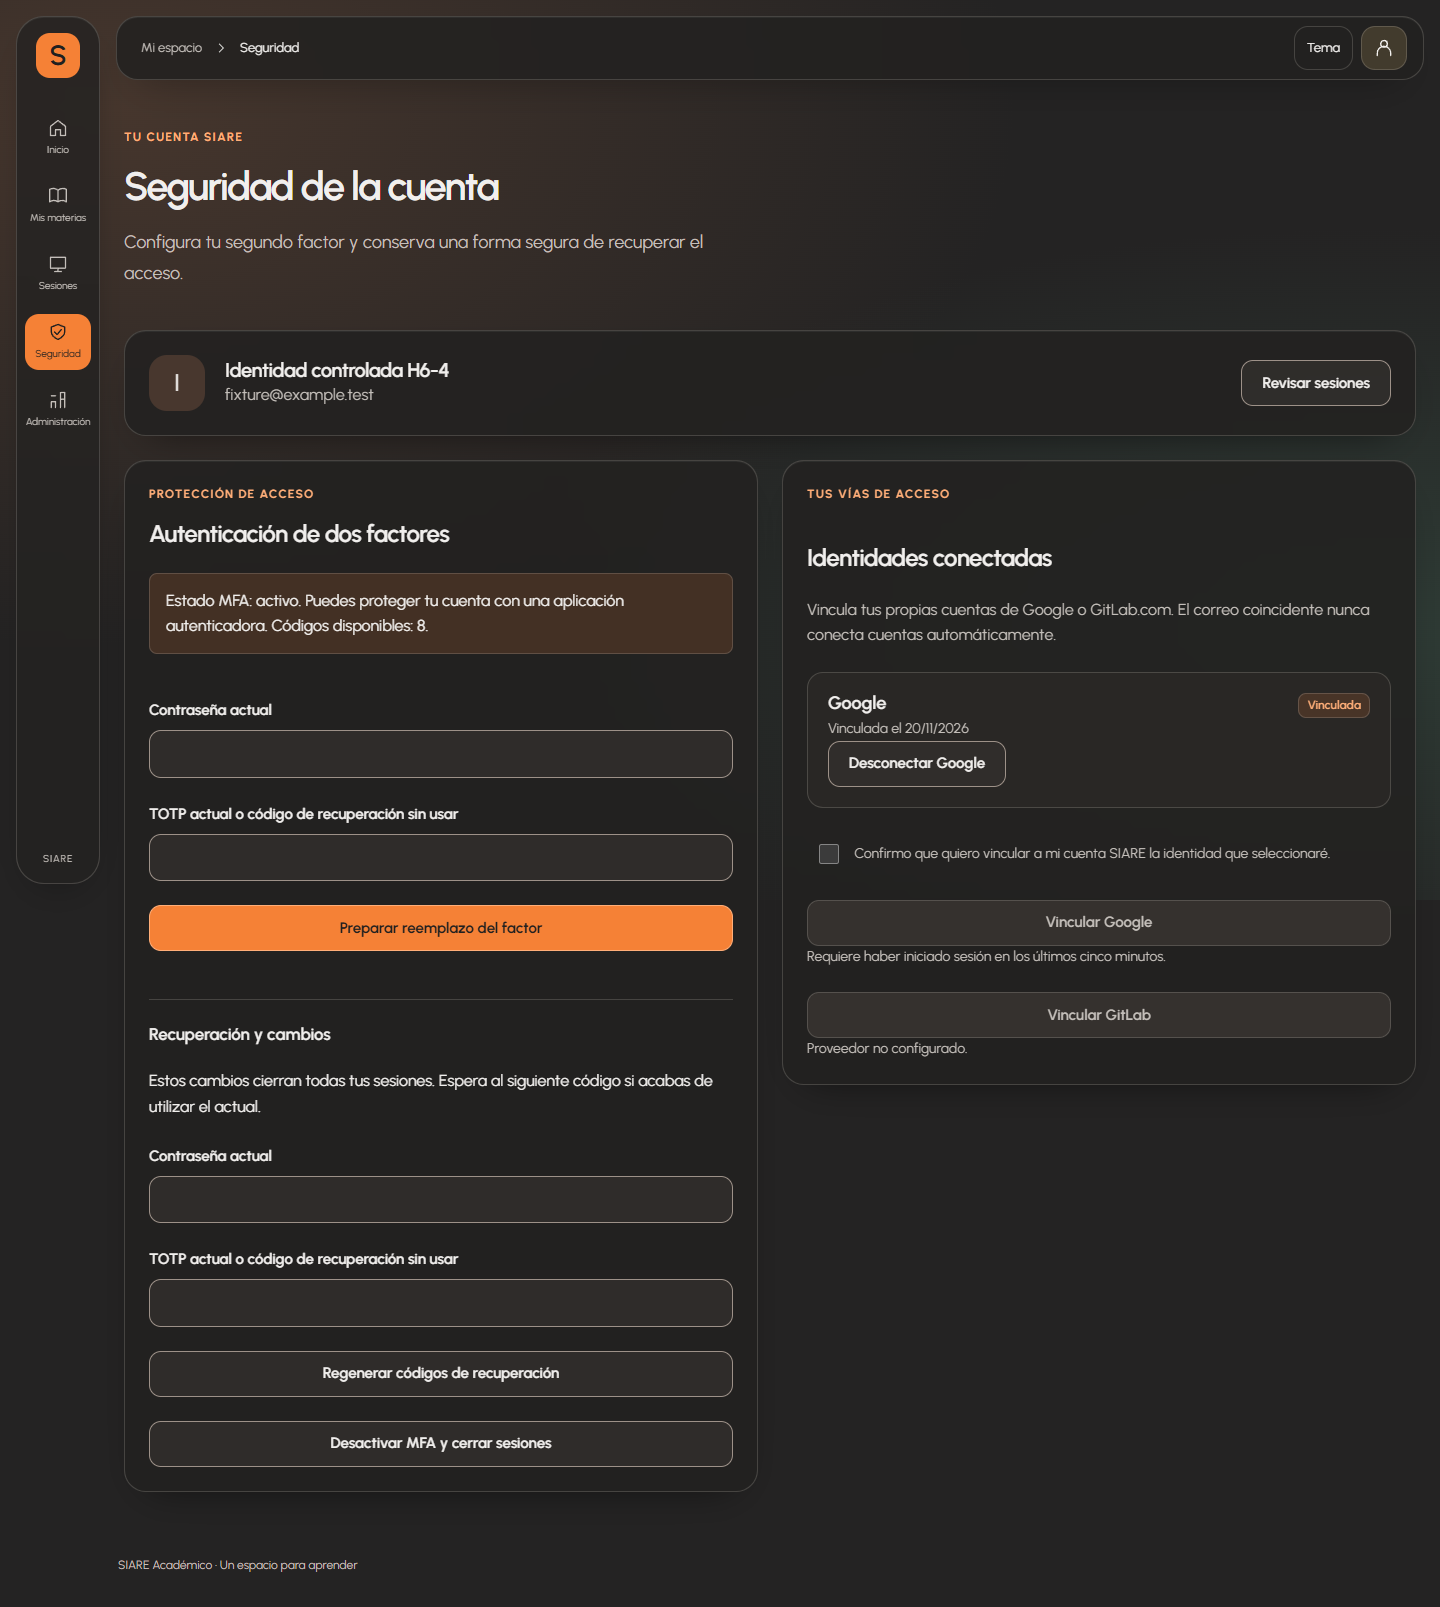 S
Inicio
Mis materias
Sesiones
Seguridad
Administración
SIARE
Mi espacio > Seguridad
Tema
TU CUENTA SIARE
Seguridad de la cuenta
Configura tu segundo factor y conserva una forma segura de recuperar el
acceso.
I
Identidad controlada H6-4
fixture@example.test
Revisar sesiones
PROTECCIÓN DE ACCESO
Autenticación de dos factores
Estado MFA: activo. Puedes proteger tu cuenta con una aplicación
autenticadora. Códigos disponibles: 8.
Contraseña actual
TOTP actual o código de recuperación sin usar
Preparar reemplazo del factor
Recuperación y cambios
Estos cambios cierran todas tus sesiones. Espera al siguiente código si acabas de
utilizar el actual.
Contraseña actual
TOTP actual o código de recuperación sin usar
Regenerar códigos de recuperación
Desactivar MFA y cerrar sesiones
TUS VÍAS DE ACCESO
Identidades conectadas
Vincula tus propias cuentas de Google o GitLab.com. El correo coincidente nunca
conecta cuentas automáticamente.
Google
Vinculada
Vinculada el 20/11/2026
Desconectar Google
Confirmo que quiero vincular a mi cuenta SIARE la identidad que seleccionaré.
Vincular Google
Requiere haber iniciado sesión en los últimos cinco minutos.
Vincular GitLab
Proveedor no configurado.
SIARE Académico · Un espacio para aprender